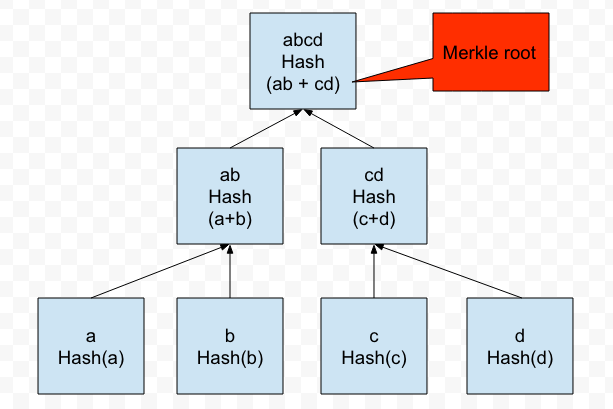 abcd
Hash
(ab + cd)
Merkle root
ab
Hash
(a+b)
cd
Hash
(c+d)
a
Hash(a)
b
Hash(b)
c
Hash(c)
d
Hash(d)